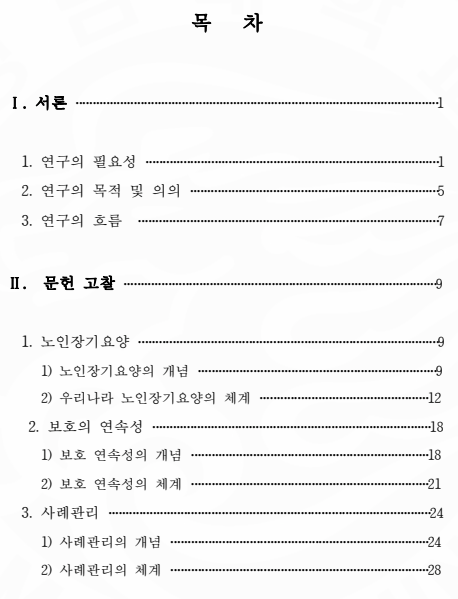 목 차
Ⅰ. 서론 ········ 1
1. 연구의 필요성 ········ 1
2. 연구의 목적 및 의의 ········ 5
3. 연구의 흐름 ········ 7
Ⅱ. 문헌 고찰 ········ 9
1. 노인장기요양 ········ 9
1) 노인장기요양의 개념 ········ 9
2) 우리나라 노인장기요양의 체계 ········ 12
2. 보호의 연속성 ········ 18
1) 보호 연속성의 개념 ········ 18
2) 보호 연속성의 체계 ········ 21
3. 사례관리 ········ 24
1) 사례관리의 개념 ········ 24
2) 사례관리의 체계 ········ 28